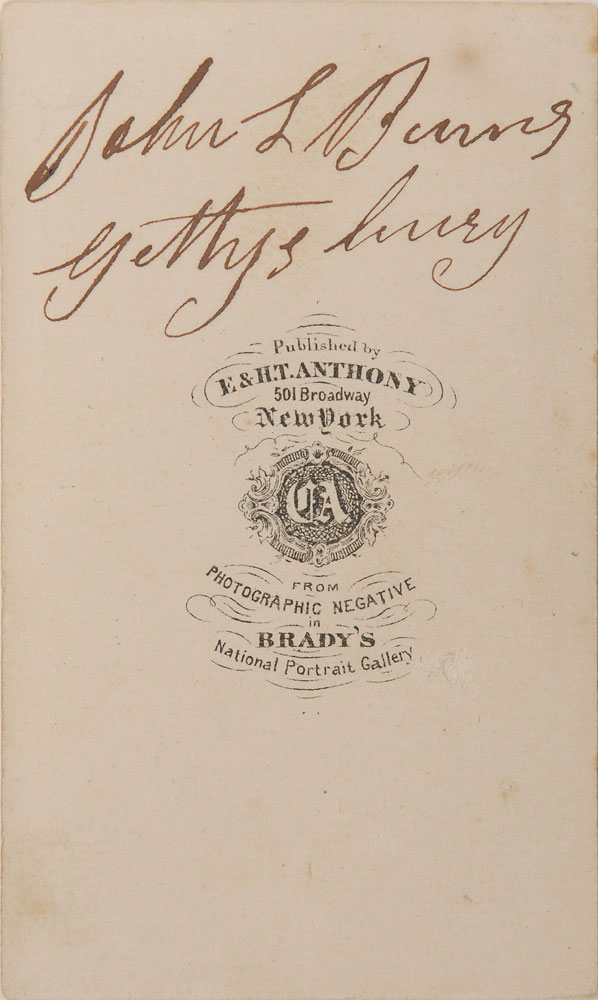 John L Burns
Gettysburg
Published by
E. & H.T. ANTHONY
501 Broadway
New York
EA
FROM
PHOTOGRAPHIC NEGATIVE
in
BRADY'S
National Portrait Gallery